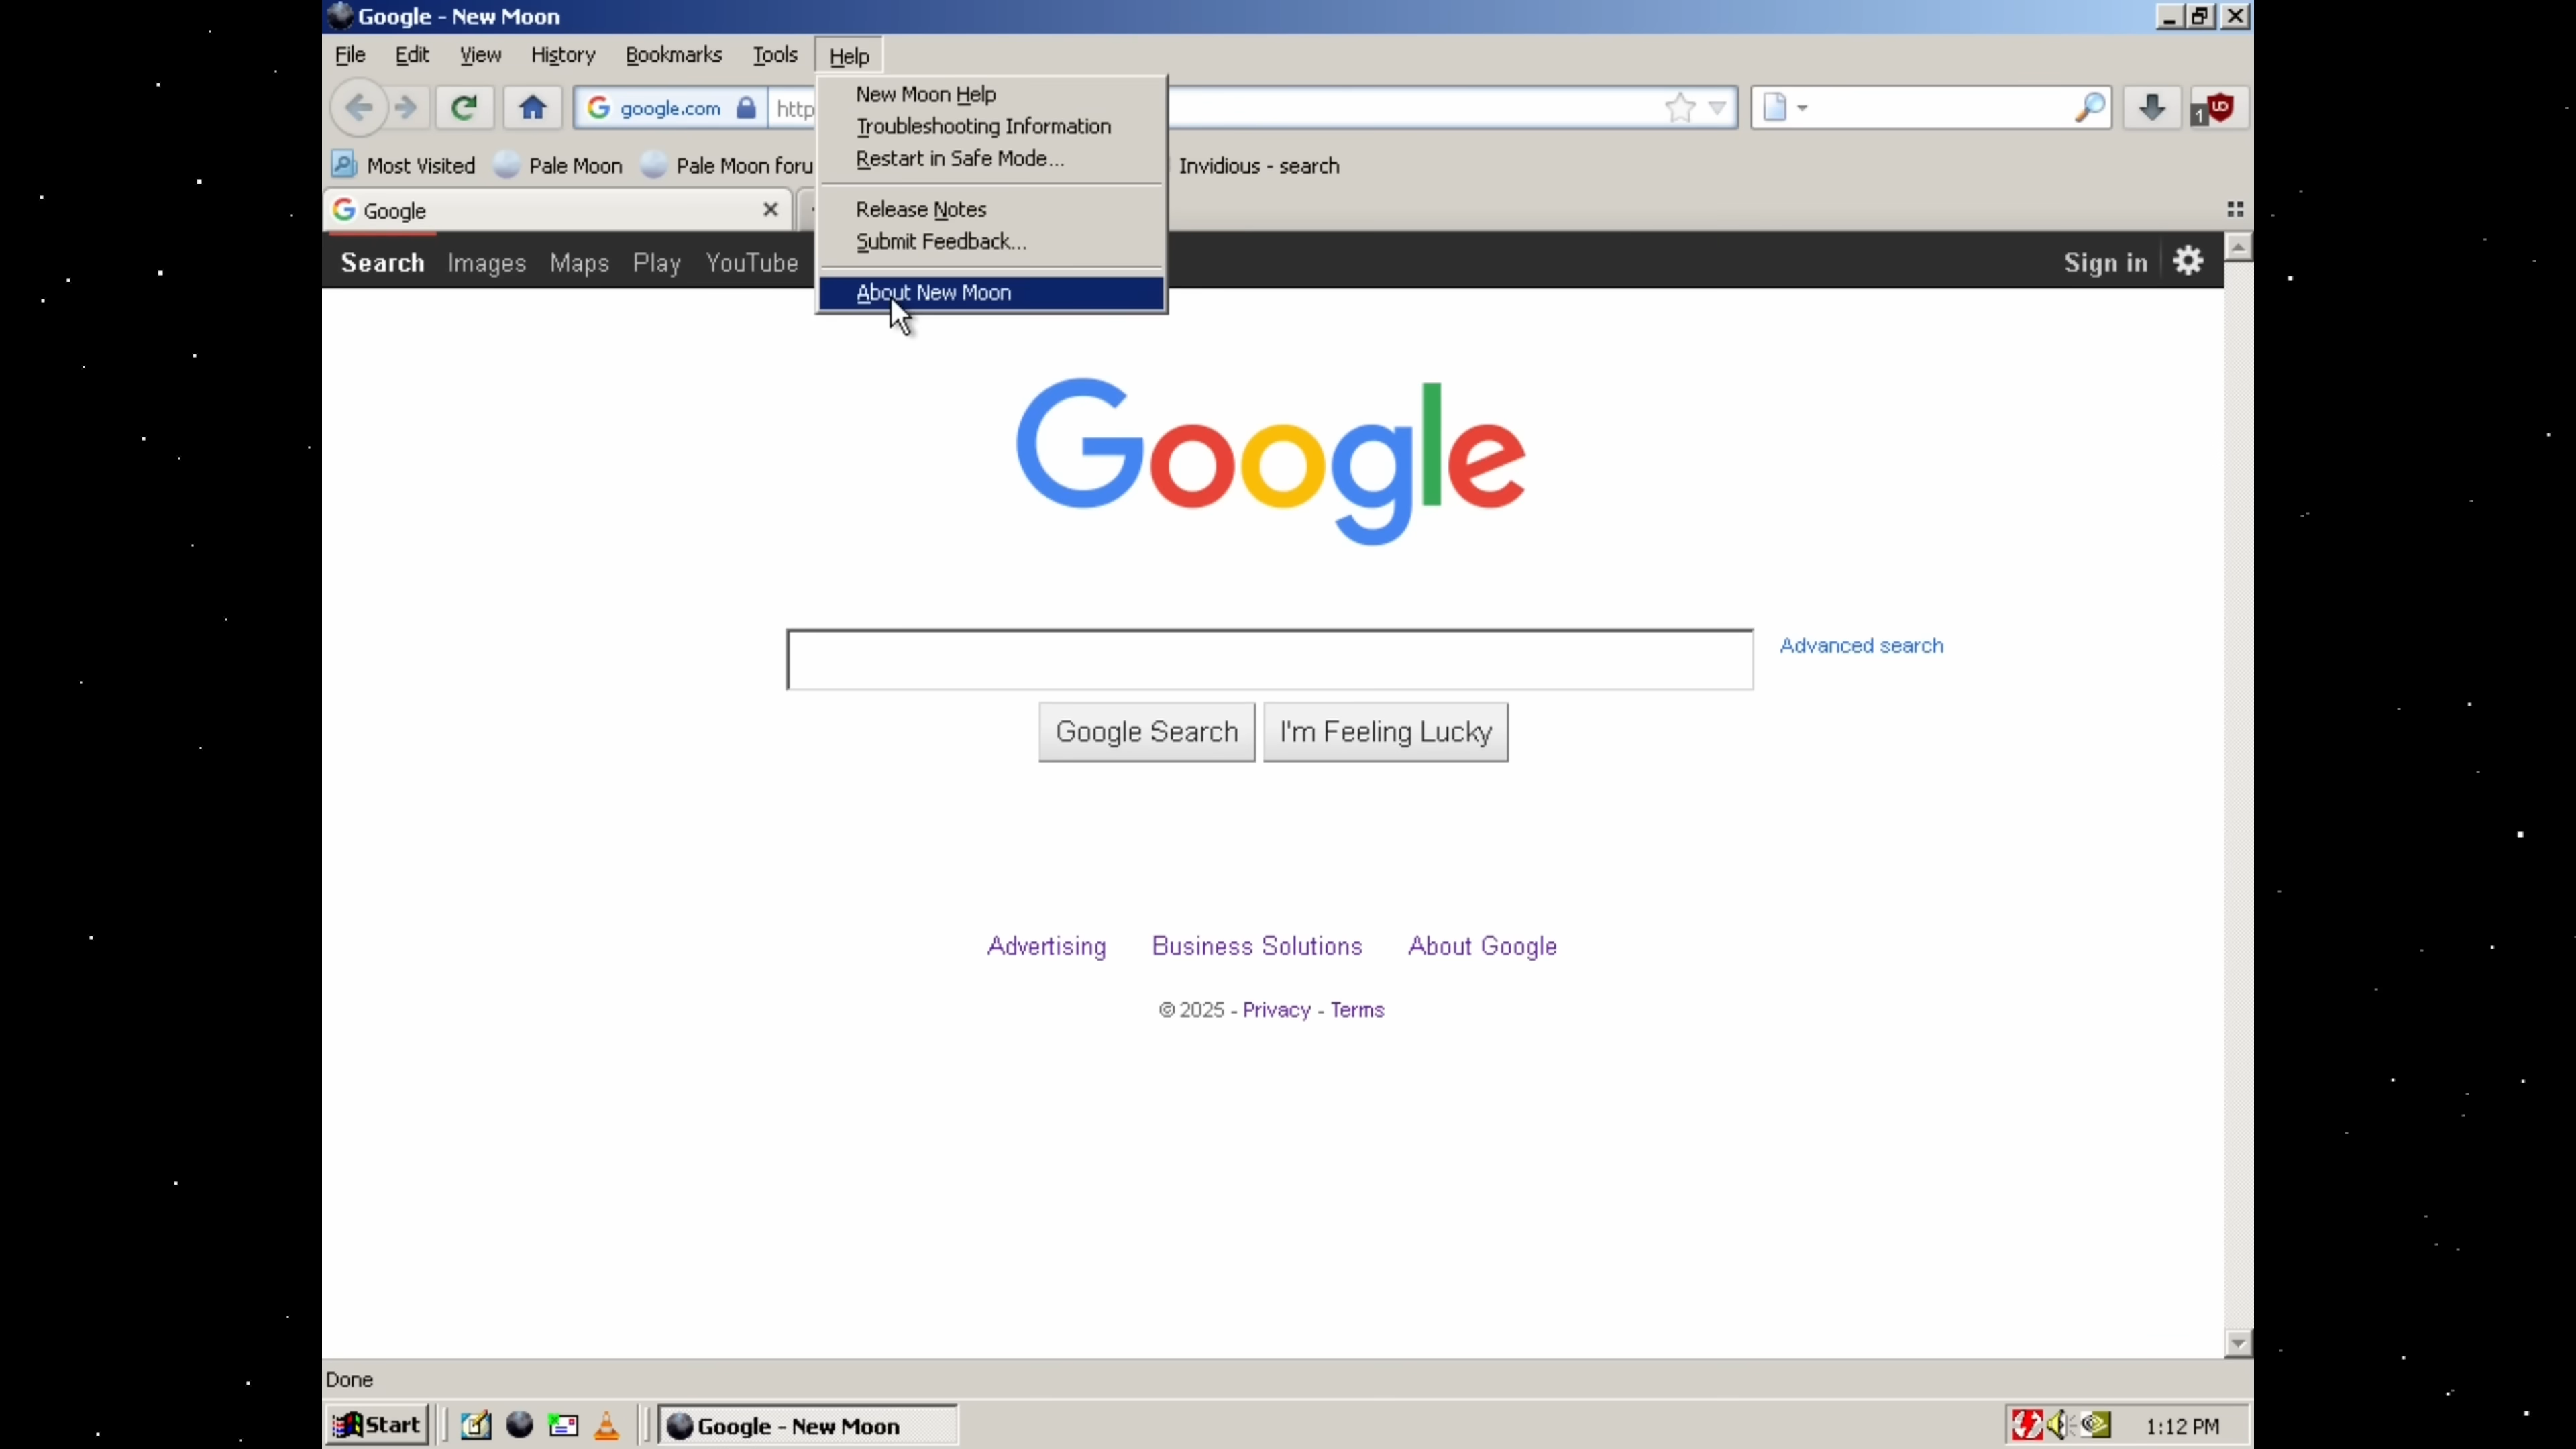 Google - New Moon
File Edit View History Bookmarks Tools Help
google.com http
1
UO
Most Visited Pale Moon Pale Moon foru Invidious - search
New Moon Help
Troubleshooting Information
Restart in Safe Mode...
Release Notes
Submit Feedback...
About New Moon
Google
Search Images Maps Play YouTube Sign in
Google
Advanced search
Google Search I'm Feeling Lucky
Advertising Business Solutions About Google
© 2025 - Privacy - Terms
Done
Start Google - New Moon 1:12 PM